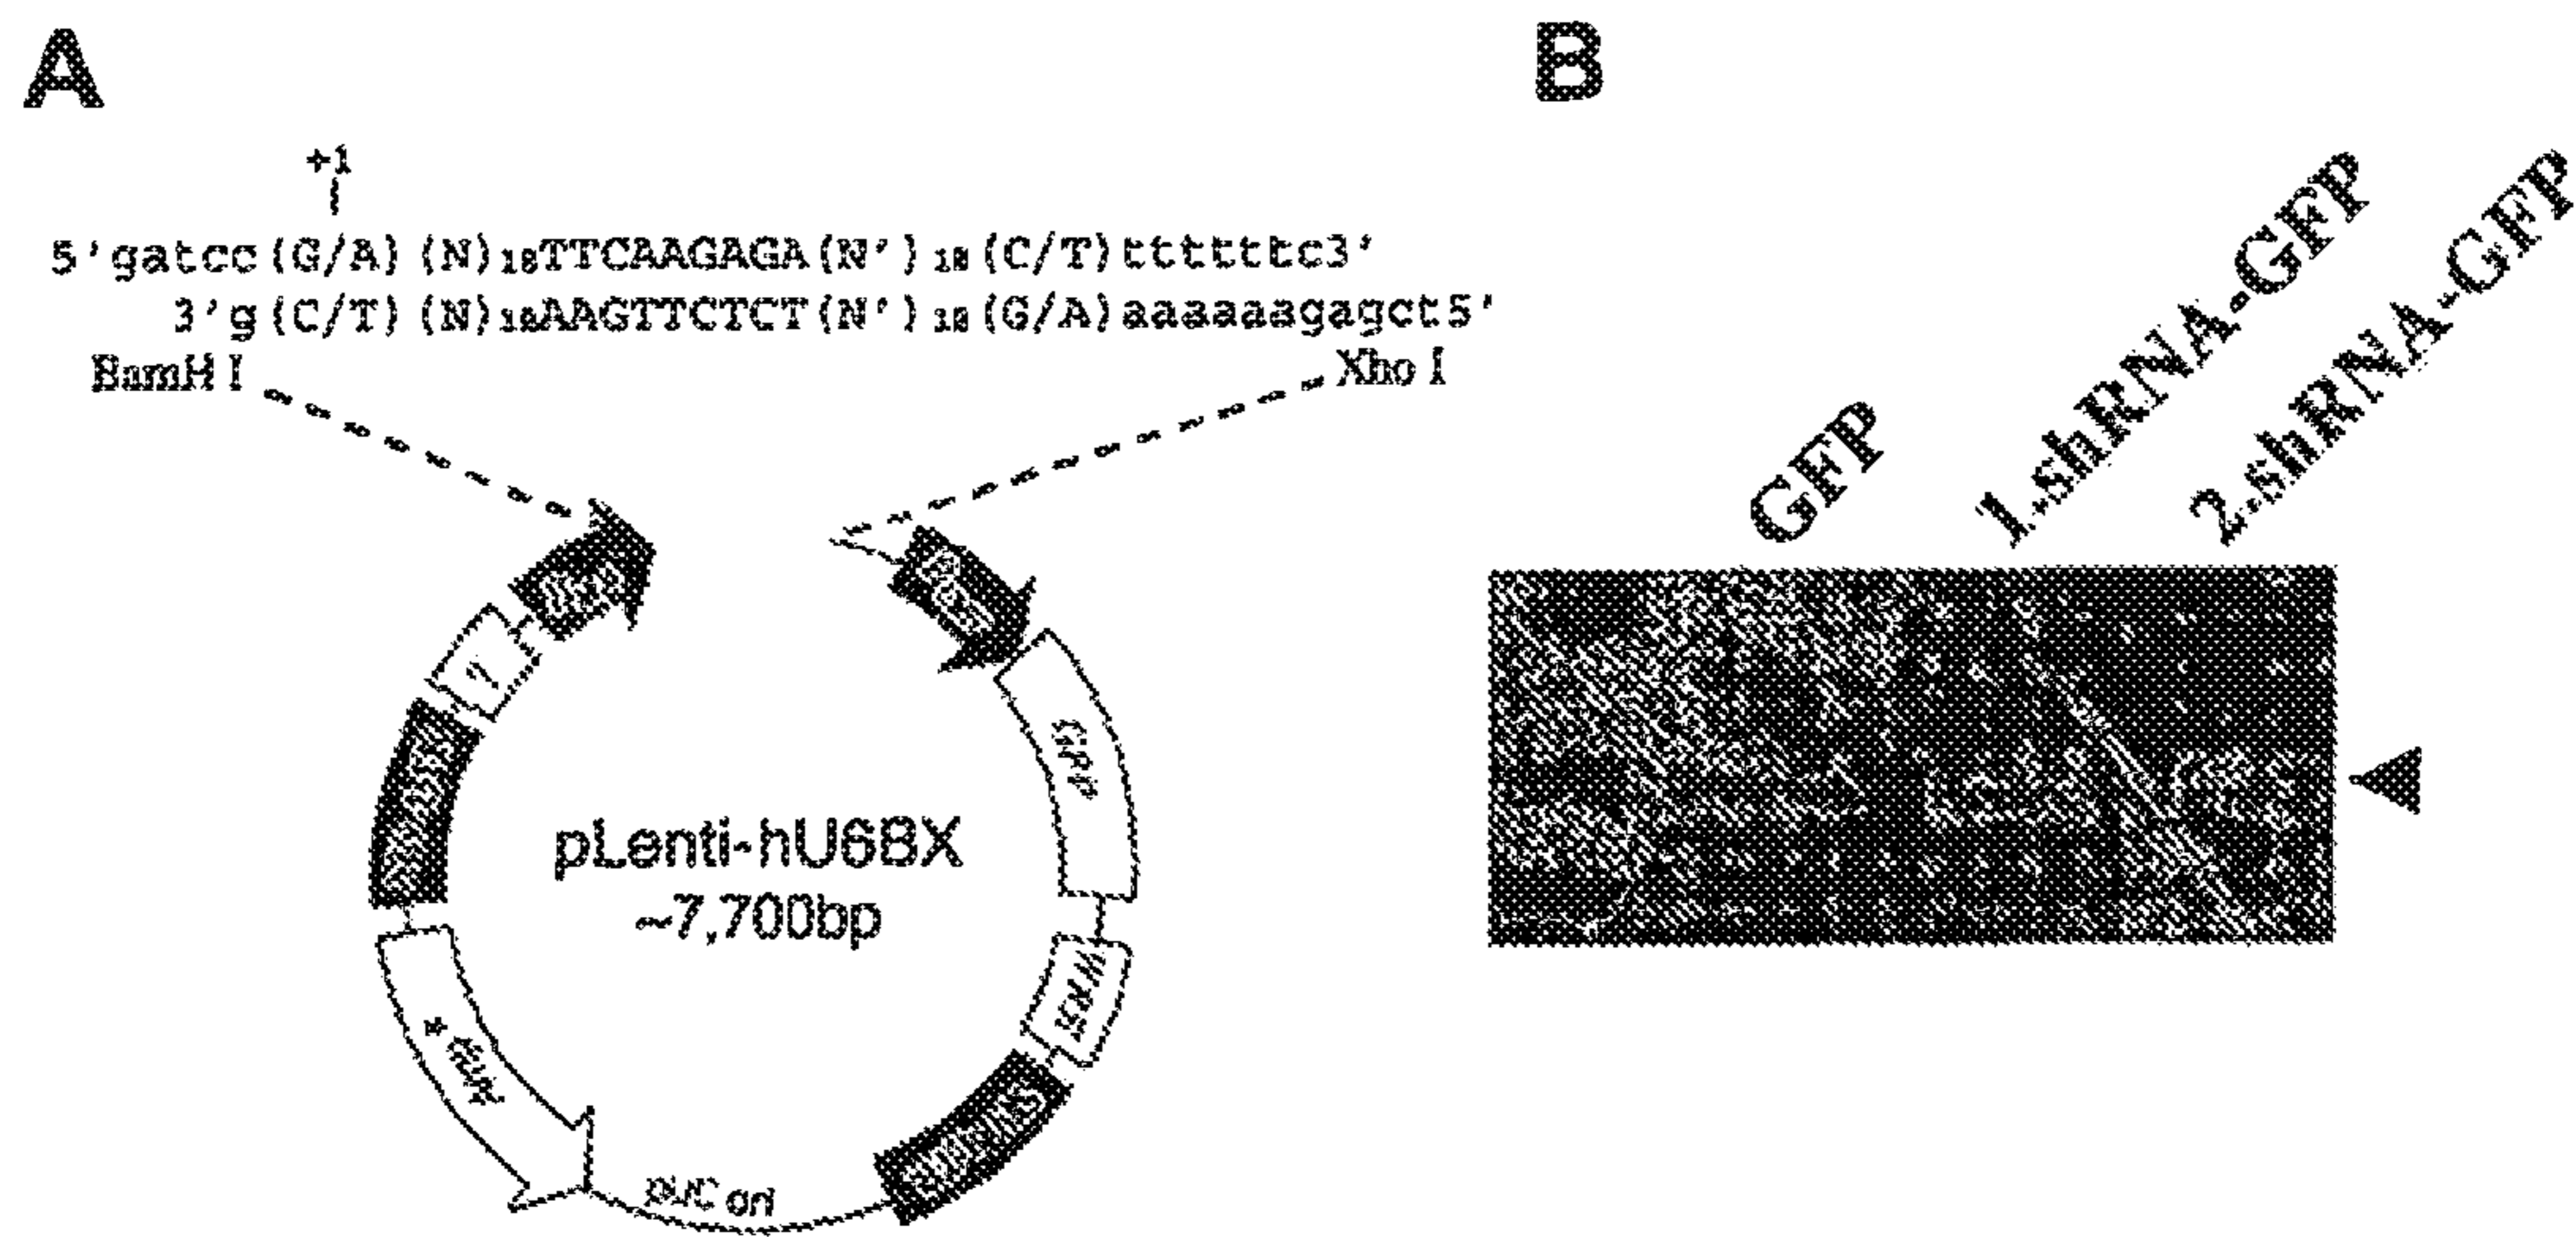 A
B
+1
5'gatcc(G/A)(N)₁₈TTCAAGAGA(N')₁₈(C/T)ttttttc3'
3'g(C/T)(N)₁₈AAGTTCTCT(N')₁₈(G/A)aaaaaagagct5'
BamH I
Xho I
GFP
1.shRNA-GFP
2.shRNA-GFP
GFP
pLenti-hU6BX
~7,700bp
pUC ori